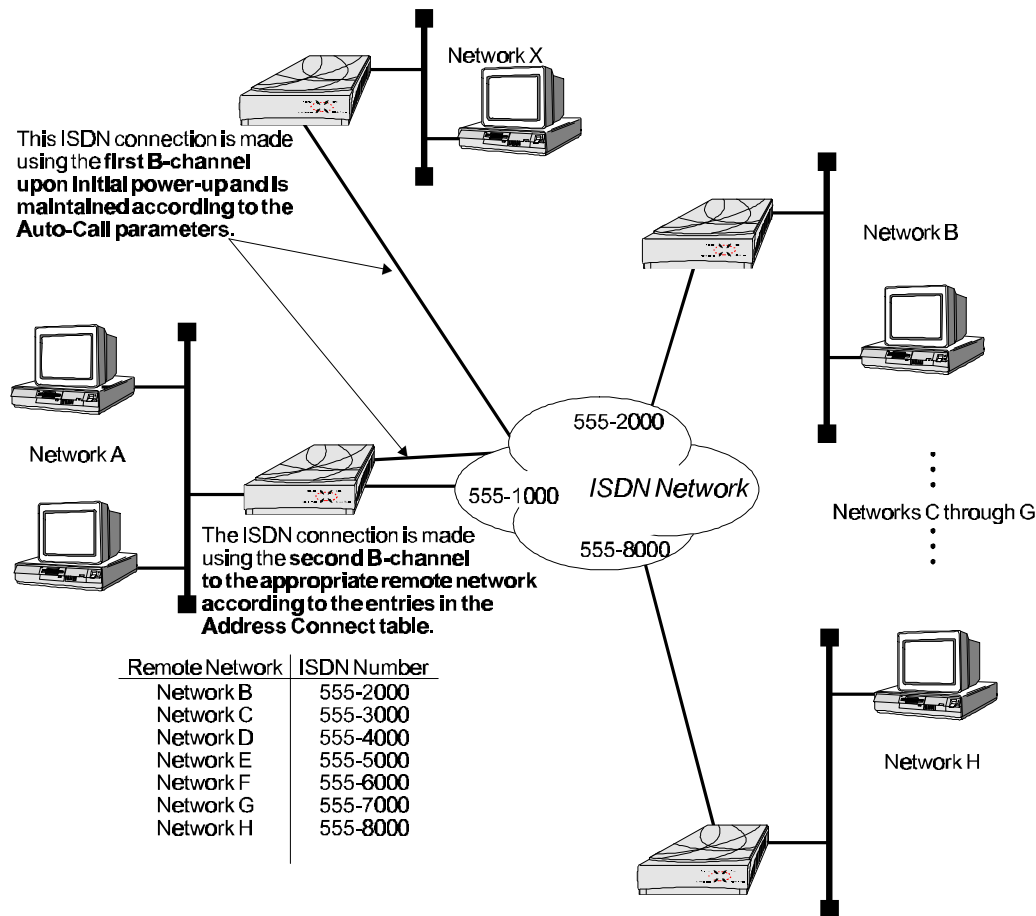 Network X
This ISDN connection is made
using the first B-channel
upon initial power-up and is
maintained according to the
Auto-Call parameters.
Network B
555-2000
Network A
555-1000
ISDN Network
Networks C through G
555-8000
The ISDN connection is made
using the second B-channel
to the appropriate remote network
according to the entries in the
Address Connect table.
Remote Network ISDN Number
Network B 555-2000
Network C 555-3000
Network D 555-4000
Network E 555-5000
Network F 555-6000
Network G 555-7000
Network H 555-8000
Network H